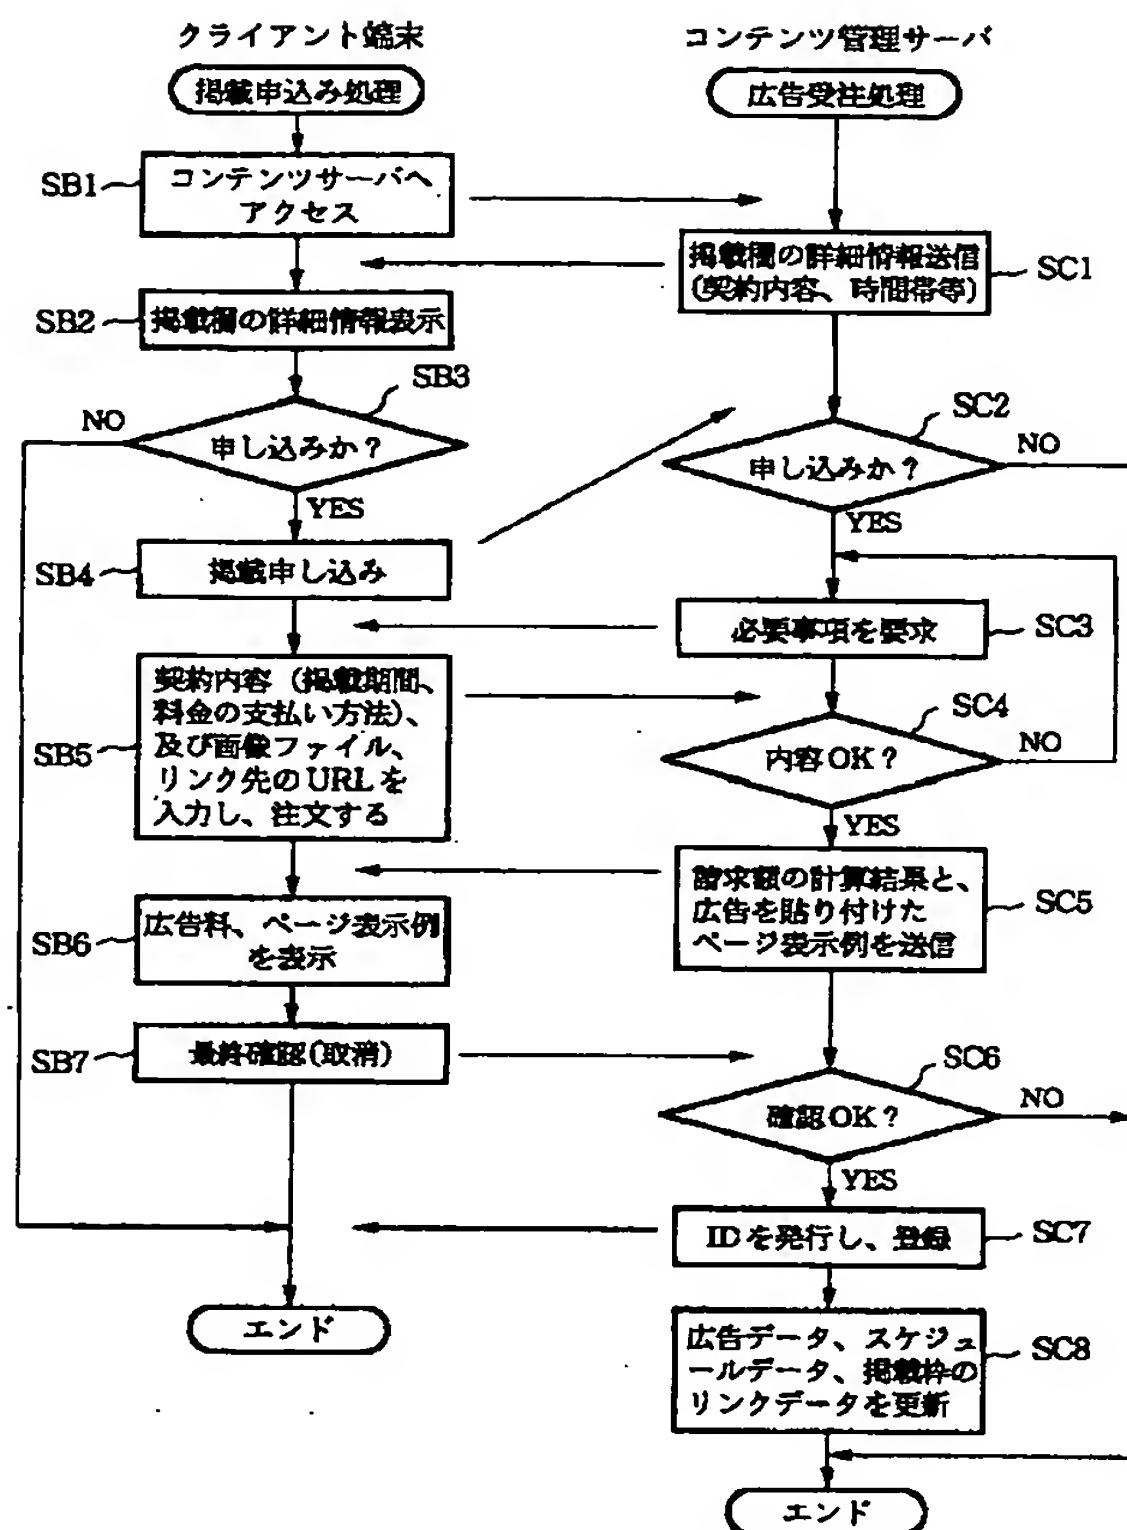 クライアント端末
掲載申込み処理
SB1
コンテンツサーバへ
アクセス
SB2
掲載欄の詳細情報表示
SB3
申し込みか?
NO
YES
SB4
掲載申し込み
SB5
契約内容(掲載期間、
料金の支払い方法)、
及び画像ファイル、
リンク先のURLを
入力し、注文する
SB6
広告料、ページ表示例
を表示
SB7
最終確認(取消)
エンド
コンテンツ管理サーバ
広告受注処理
掲載欄の詳細情報送信
(契約内容、時間帯等)
SC1
SC2
申し込みか?
NO
YES
必要事項を要求
SC3
SC4
内容OK?
NO
YES
請求額の計算結果と、
広告を貼り付けた
ページ表示例を送信
SC5
SC6
確認OK?
NO
YES
IDを発行し、登録
SC7
広告データ、スケジュ
ールデータ、掲載枠の
リンクデータを更新
SC8
エンド